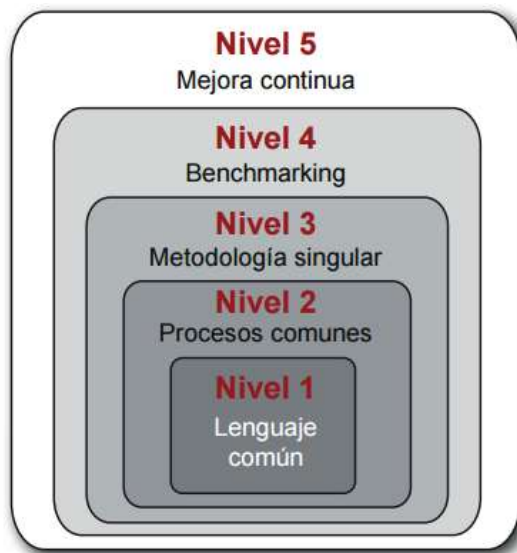 Nivel 5
Mejora continua
Nivel 4
Benchmarking
Nivel 3
Metodología singular
Nivel 2
Procesos comunes
Nivel 1
Lenguaje
común